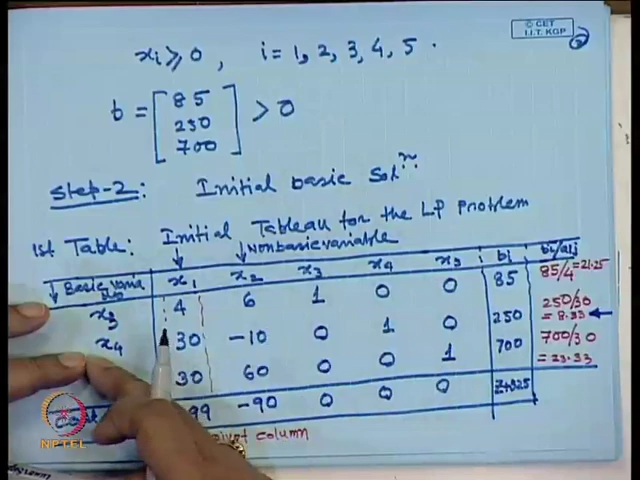 © CET
I.I.T. KGP
xi ≥ 0 , i = 1, 2, 3, 4, 5 .
b = [ 85
230
700 ] > 0
Step-2: Initial basic Solⁿ
1st Table: Initial Tableau for the LP Problem
Nonbasic variable
Basic varia x1 x2 x3 x4 x5 bi bi/aij
x3 4 6 1 0 0 85 85/4 = 21.25
x4 30 -10 0 1 0 250 250/30 = 8.33 ←
30 60 0 0 1 700 700/30 = 23.33
Cost 99 -90 0 0 0 Z+825
pivot column
NPTEL